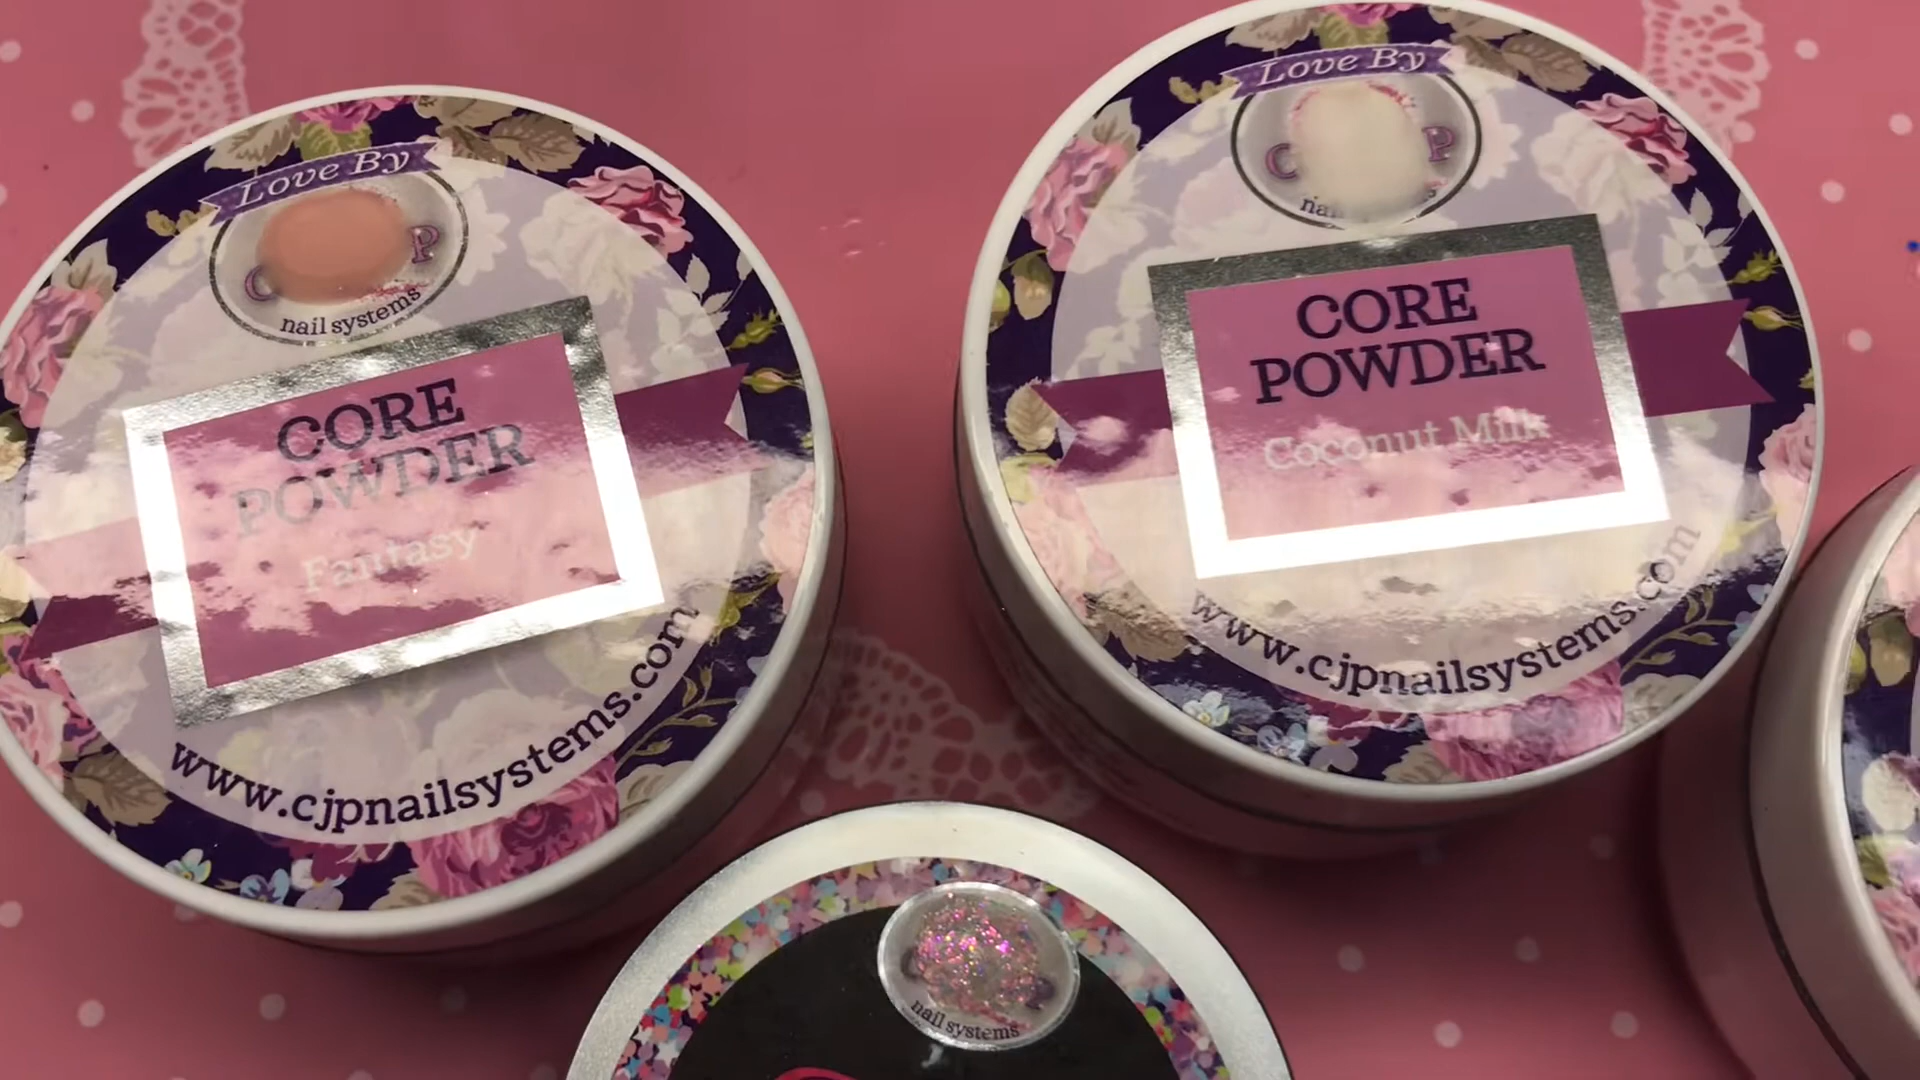 Love By
C P
nail systems
CORE
POWDER
Fantasy
www.cjpnailsystems.com
Love By
C P
CORE
POWDER
Coconut Milk
www.cjpnailsystems.com
nail systems